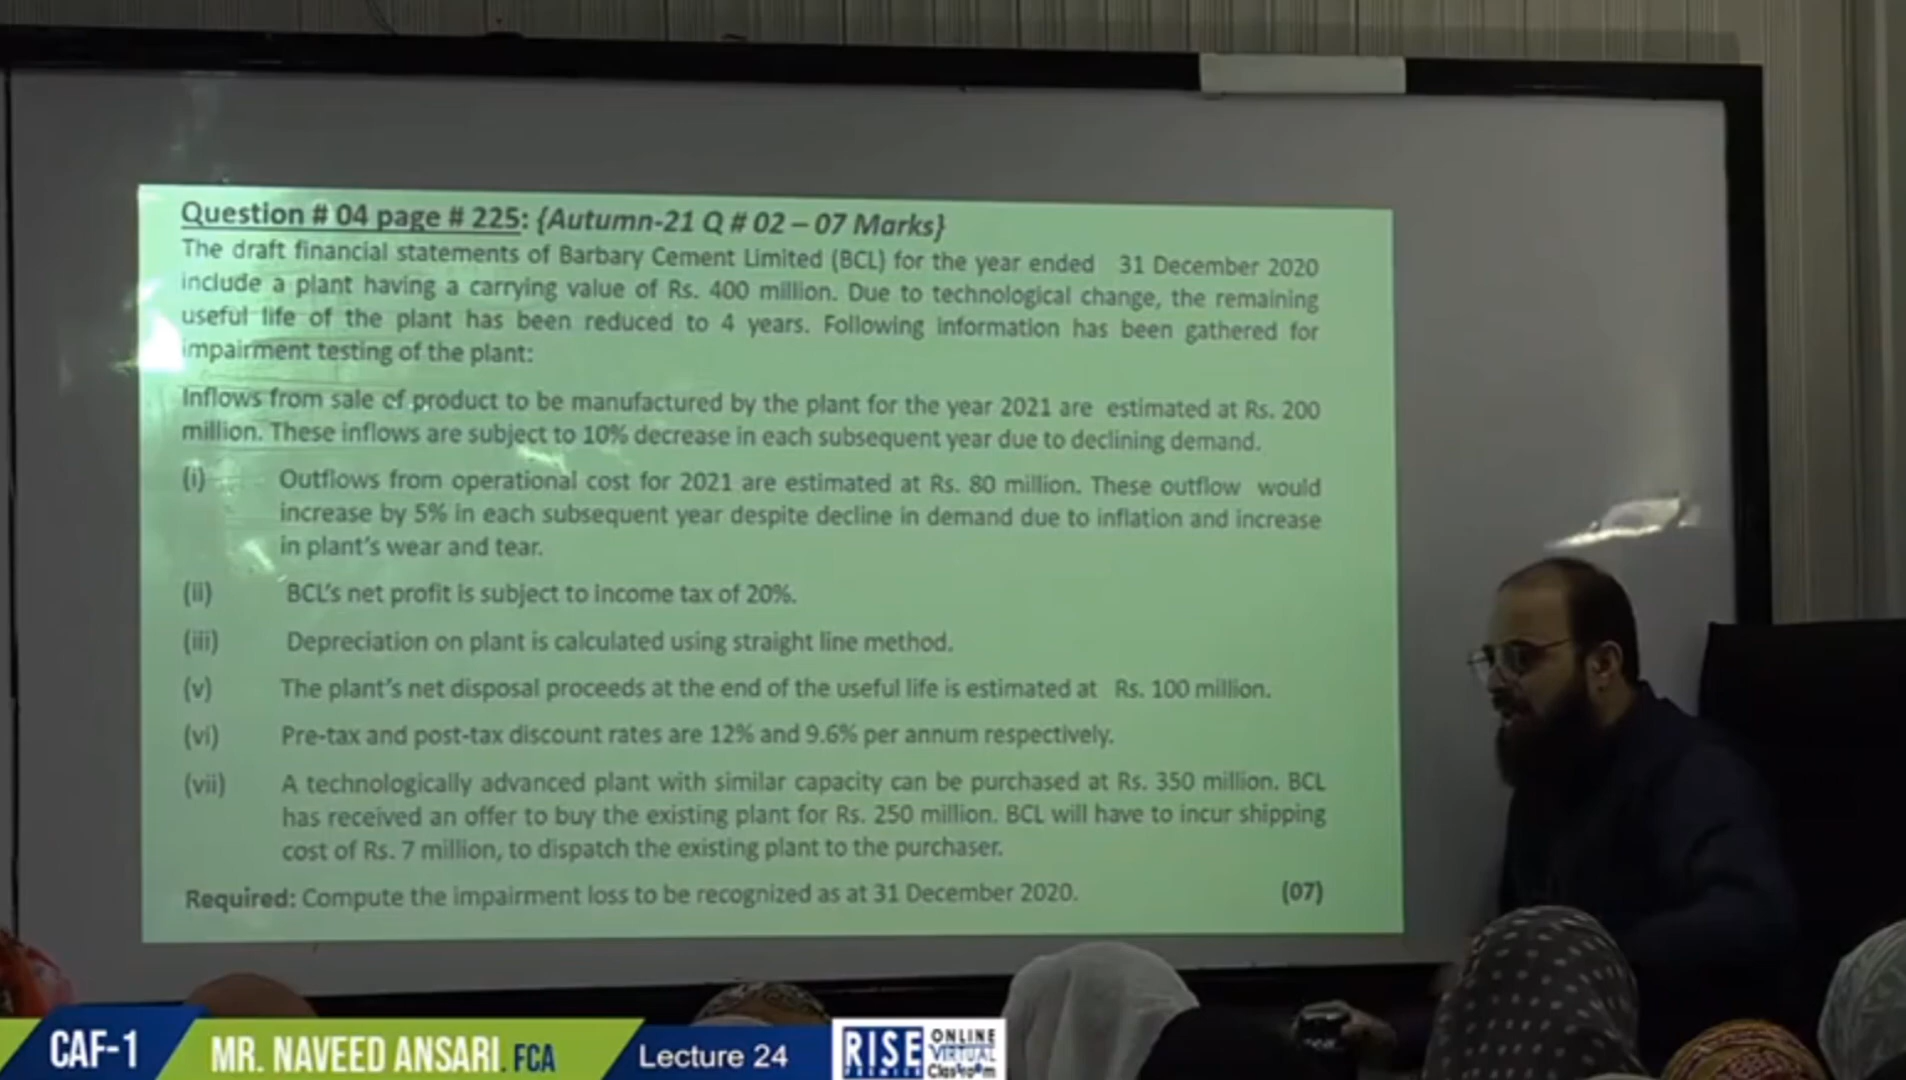 Question # 04 page # 225: {Autumn-21 Q # 02 – 07 Marks}
The draft financial statements of Barbary Cement Limited (BCL) for the year ended 31 December 2020
include a plant having a carrying value of Rs. 400 million. Due to technological change, the remaining
useful life of the plant has been reduced to 4 years. Following information has been gathered for
impairment testing of the plant:
Inflows from sale of product to be manufactured by the plant for the year 2021 are estimated at Rs. 200
million. These inflows are subject to 10% decrease in each subsequent year due to declining demand.
(i) Outflows from operational cost for 2021 are estimated at Rs. 80 million. These outflow would
increase by 5% in each subsequent year despite decline in demand due to inflation and increase
in plant's wear and tear.
(ii) BCL's net profit is subject to income tax of 20%.
(iii) Depreciation on plant is calculated using straight line method.
(v) The plant's net disposal proceeds at the end of the useful life is estimated at Rs. 100 million.
(vi) Pre-tax and post-tax discount rates are 12% and 9.6% per annum respectively.
(vii) A technologically advanced plant with similar capacity can be purchased at Rs. 350 million. BCL
has received an offer to buy the existing plant for Rs. 250 million. BCL will have to incur shipping
cost of Rs. 7 million, to dispatch the existing plant to the purchaser.
Required: Compute the impairment loss to be recognized as at 31 December 2020. (07)
CAF-1
MR. NAVEED ANSARI. FCA
Lecture 24
RISE
PREMIER
ONLINE
VIRTUAL
Classroom